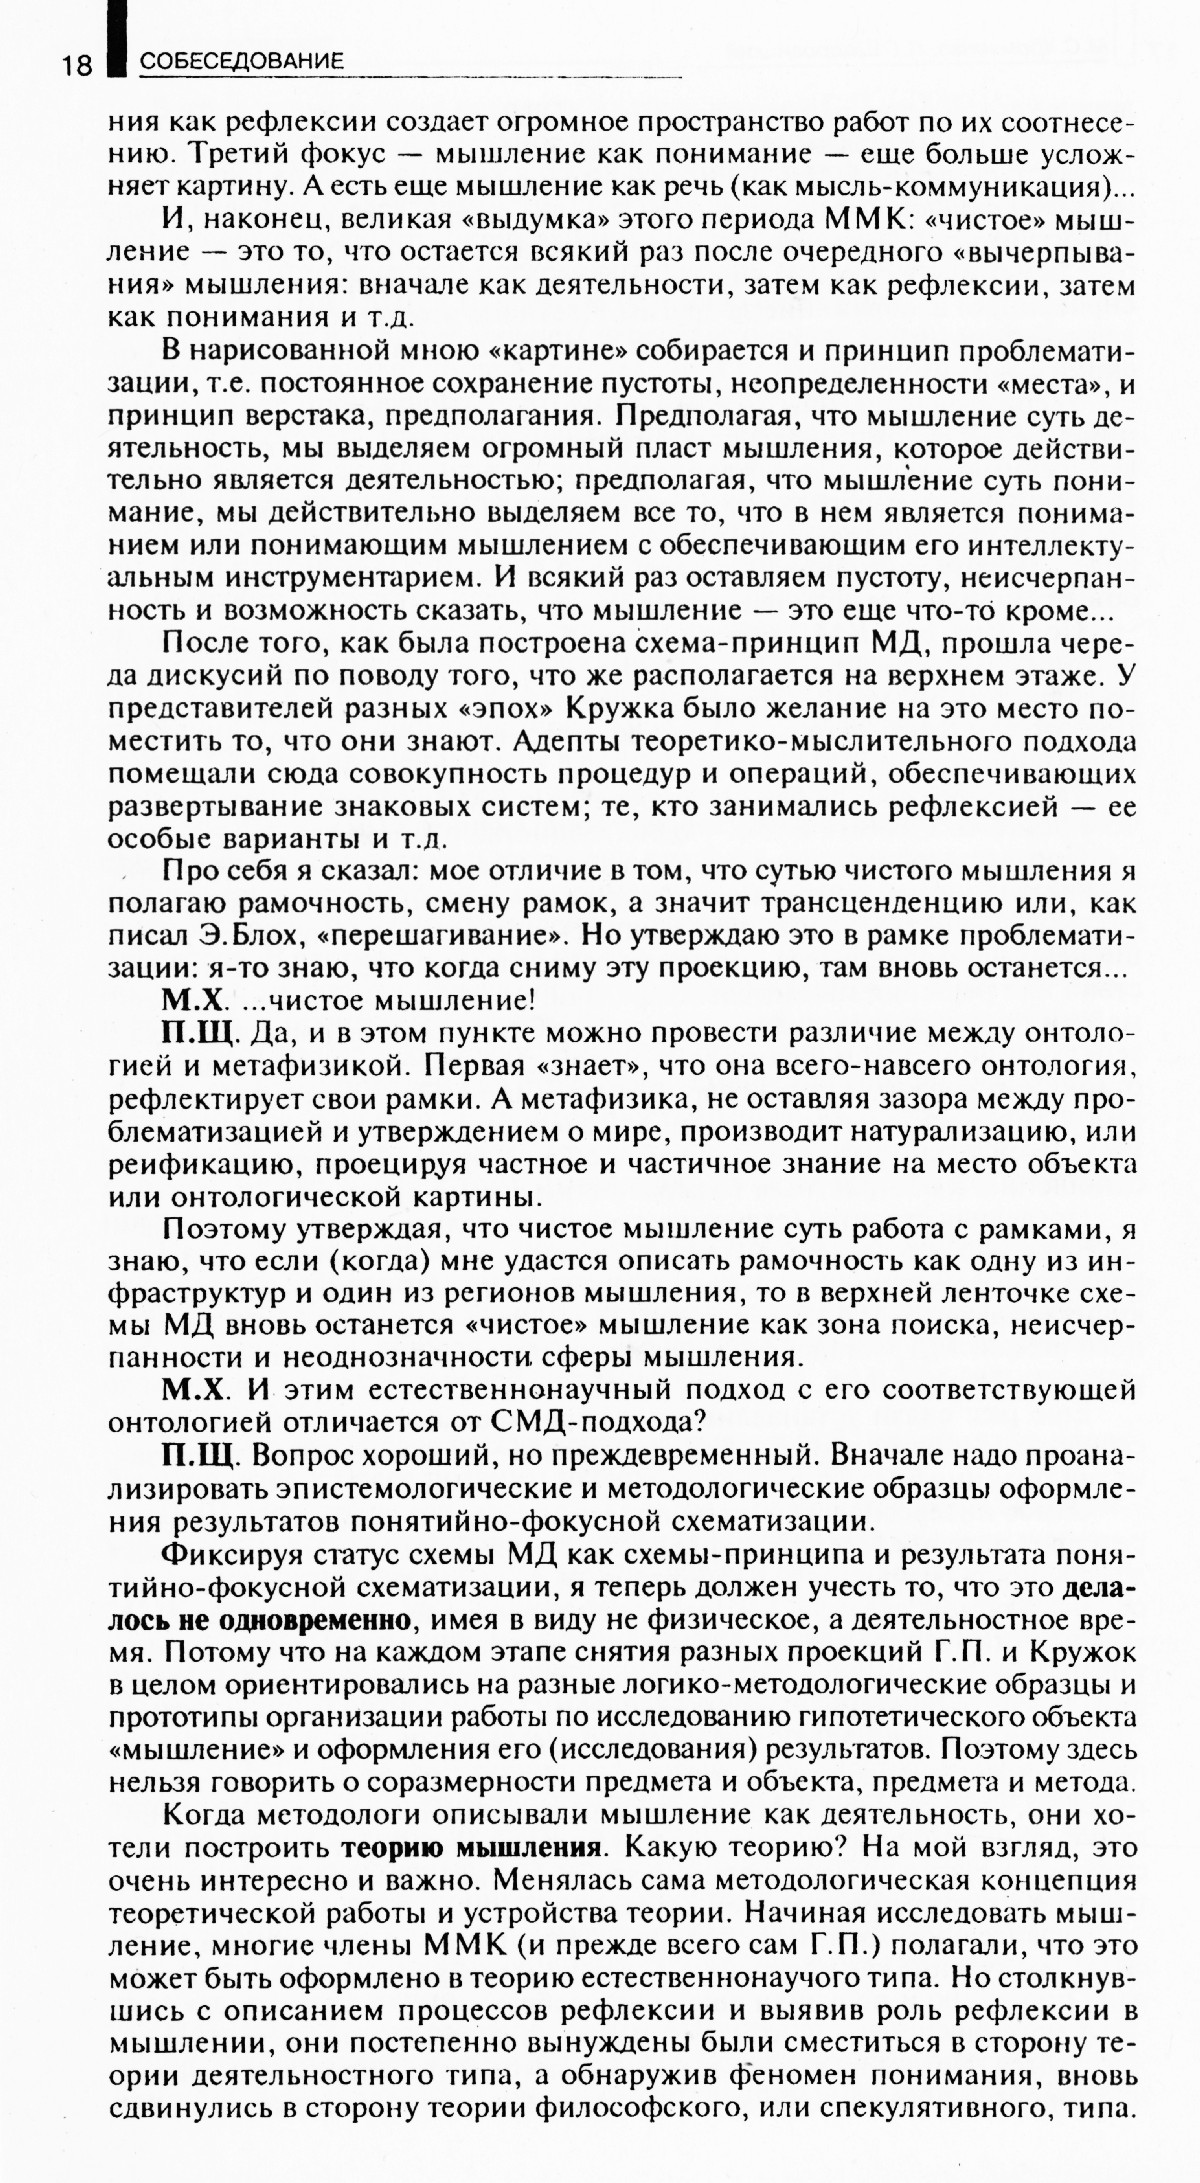 18
СОБЕСЕДОВАНИЕ
ния как рефлексии создает огромное пространство работ по их соотнесе-
нию. Третий фокус — мышление как понимание — еще больше услож-
няет картину. А есть еще мышление как речь (как мысль-коммуникация)...
И, наконец, великая «выдумка» этого периода ММК: «чистое» мыш-
ление — это то, что остается всякий раз после очередного «вычерпыва-
ния» мышления: вначале как деятельности, затем как рефлексии, затем
как понимания и т.д.
В нарисованной мною «картине» собирается и принцип проблемати-
зации, т.е. постоянное сохранение пустоты, неопределенности «места», и
принцип верстака, предполагания. Предполагая, что мышление суть де-
ятельность, мы выделяем огромный пласт мышления, которое действи-
тельно является деятельностью; предполагая, что мышление суть пони-
мание, мы действительно выделяем все то, что в нем является понима-
нием или понимающим мышлением с обеспечивающим его интеллекту-
альным инструментарием. И всякий раз оставляем пустоту, неисчерпан-
ность и возможность сказать, что мышление — это еще что-то кроме...
После того, как была построена схема-принцип МД, прошла чере-
да дискусий по поводу того, что же располагается на верхнем этаже. У
представителей разных «эпох» Кружка было желание на это место по-
местить то, что они знают. Адепты теоретико-мыслительного подхода
помещали сюда совокупность процедур и операций, обеспечивающих
развертывание знаковых систем; те, кто занимались рефлексией — ее
особые варианты и т.д.
Про себя я сказал: мое отличие в том, что сутью чистого мышления я
полагаю рамочность, смену рамок, а значит трансценденцию или, как
писал Э.Блох, «перешагивание». Но утверждаю это в рамке проблемати-
зации: я-то знаю, что когда сниму эту проекцию, там вновь останется...
М.Х. ...чистое мышление!
П.Щ. Да, и в этом пункте можно провести различие между онтоло-
гией и метафизикой. Первая «знает», что она всего-навсего онтология,
рефлектирует свои рамки. А метафизика, не оставляя зазора между про-
блематизацией и утверждением о мире, производит натурализацию, или
реификацию, проецируя частное и частичное знание на место объекта
или онтологической картины.
Поэтому утверждая, что чистое мышление суть работа с рамками, я
знаю, что если (когда) мне удастся описать рамочность как одну из ин-
фраструктур и один из регионов мышления, то в верхней ленточке схе-
мы МД вновь останется «чистое» мышление как зона поиска, неисчер-
панности и неоднозначности сферы мышления.
М.Х. И этим естественнонаучный подход с его соответствующей
онтологией отличается от СМД-подхода?
П.Щ. Вопрос хороший, но преждевременный. Вначале надо проана-
лизировать эпистемологические и методологические образцы оформле-
ния результатов понятийно-фокусной схематизации.
Фиксируя статус схемы МД как схемы-принципа и результата поня-
тийно-фокусной схематизации, я теперь должен учесть то, что это дела-
лось не одновременно, имея в виду не физическое, а деятельностное вре-
мя. Потому что на каждом этапе снятия разных проекций Г.П. и Кружок
в целом ориентировались на разные логико-методологические образцы и
прототипы организации работы по исследованию гипотетического объекта
«мышление» и оформления его (исследования) результатов. Поэтому здесь
нельзя говорить о соразмерности предмета и объекта, предмета и метода.
Когда методологи описывали мышление как деятельность, они хо-
тели построить теорию мышления. Какую теорию? На мой взгляд, это
очень интересно и важно. Менялась сама методологическая концепция
теоретической работы и устройства теории. Начиная исследовать мыш-
ление, многие члены ММК (и прежде всего сам Г.П.) полагали, что это
может быть оформлено в теорию естественнонаучого типа. Но столкнув-
шись с описанием процессов рефлексии и выявив роль рефлексии в
мышлении, они постепенно вынуждены были сместиться в сторону те-
ории деятельностного типа, а обнаружив феномен понимания, вновь
сдвинулись в сторону теории философского, или спекулятивного, типа.